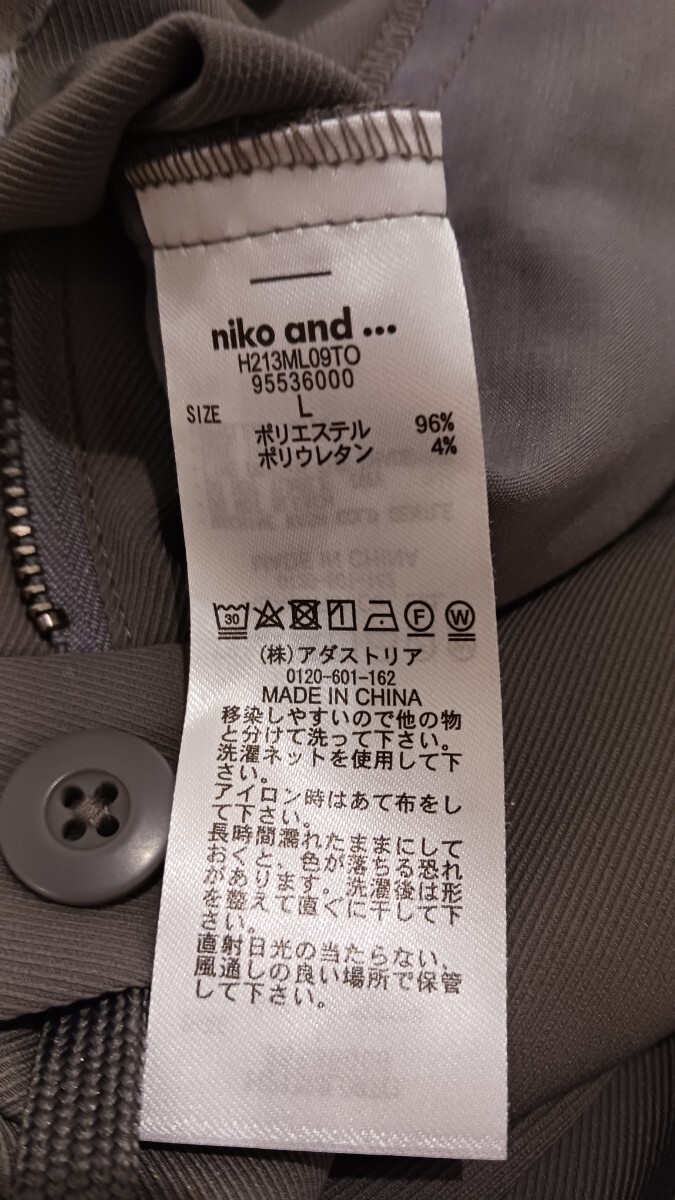 niko and ...
H213ML09TO
95536000
SIZE L
ポリエステル 96%
ポリウレタン 4%
30 F W
(株)アダストリア
0120-601-162
MADE IN CHINA
移染しやすいので他の物
と分けて洗って下さい。
洗濯ネットを使用して下
さい。
アイロン時はあて布をし
て下さい。
長時間濡れたままにして
おくと、色が落ちる恐れ
があります。洗濯後は形
を整えて直ぐに干して下
さい。
直射日光の当たらない、
風通しの良い場所で保管
して下さい。